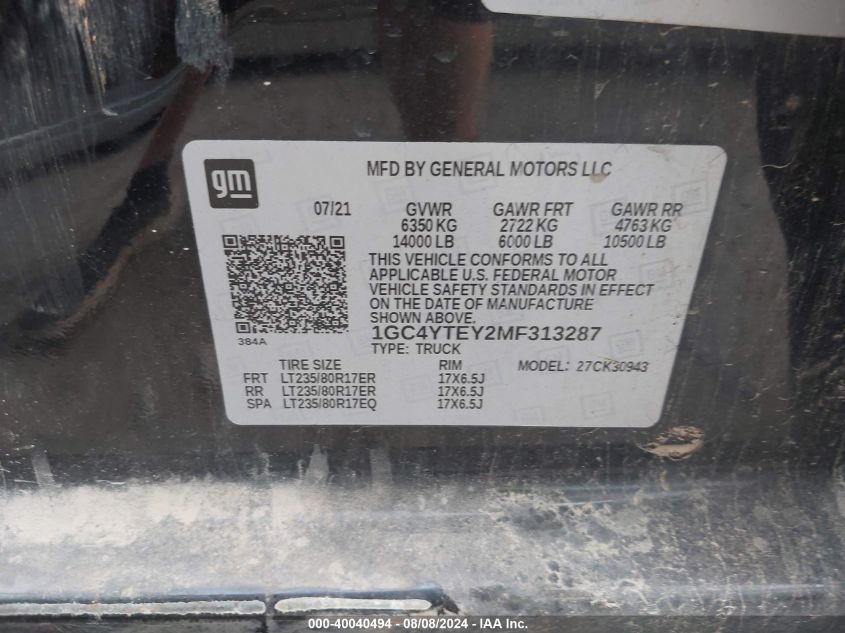 gm
MFD BY GENERAL MOTORS LLC
07/21 GVWR GAWR FRT GAWR RR
6350 KG 2722 KG 4763 KG
14000 LB 6000 LB 10500 LB
THIS VEHICLE CONFORMS TO ALL
APPLICABLE U.S. FEDERAL MOTOR
VEHICLE SAFETY STANDARDS IN EFFECT
ON THE DATE OF MANUFACTURE
SHOWN ABOVE.
384A
1GC4YTEY2MF313287
TYPE: TRUCK
TIRE SIZE RIM MODEL: 27CK30943
FRT LT235/80R17ER 17X6.5J
RR LT235/80R17ER 17X6.5J
SPA LT235/80R17EQ 17X6.5J
000-40040494 - 08/08/2024 - IAA Inc.